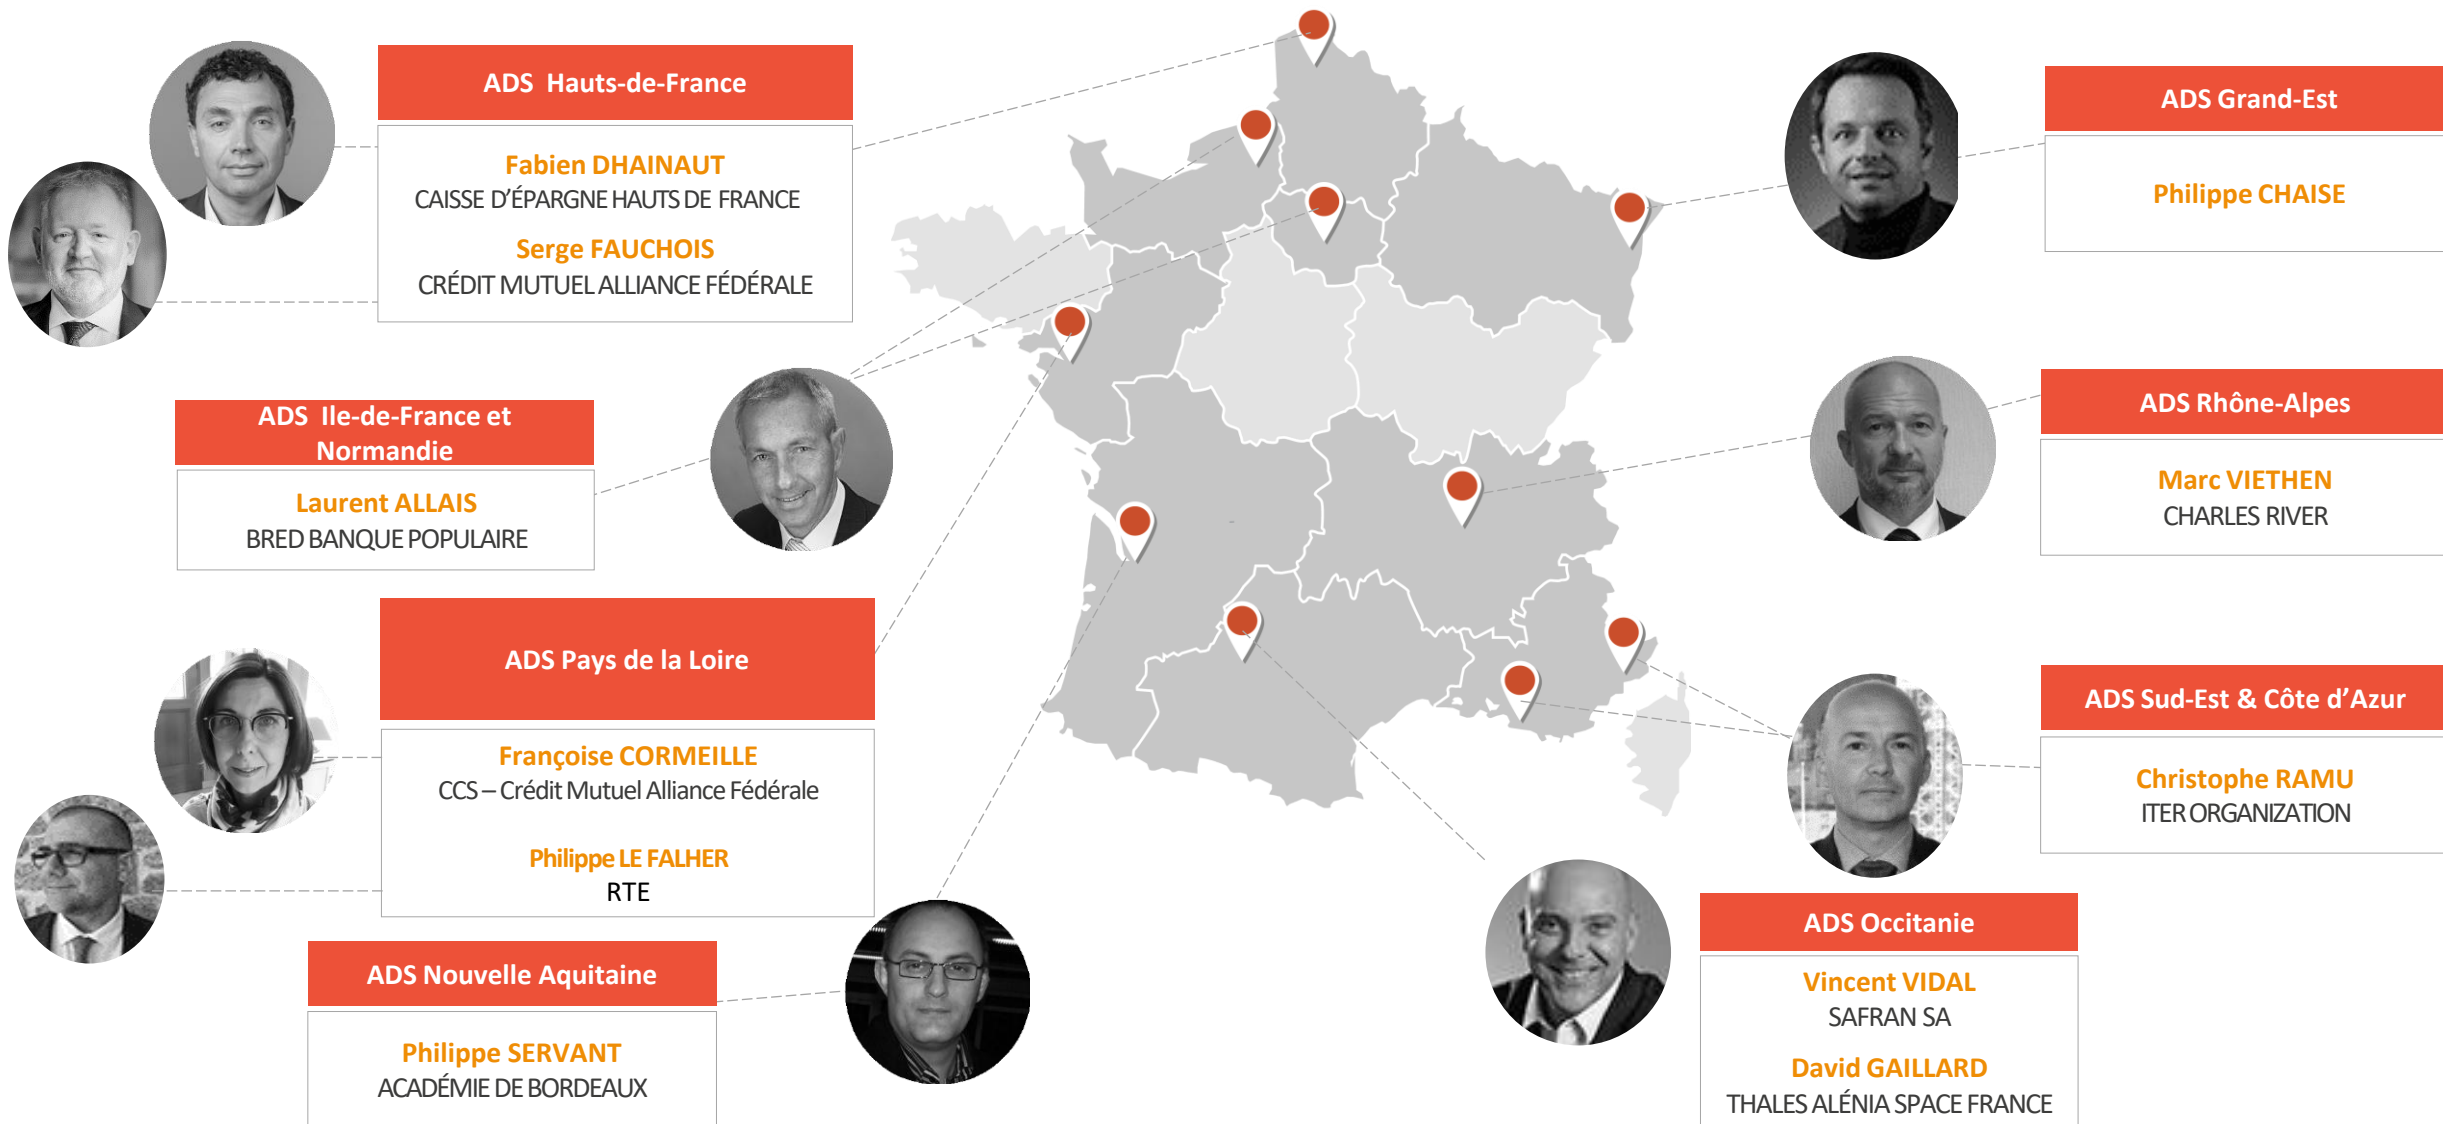 ADS Hauts-de-France
Fabien DHAINAUT
CAISSE D'ÉPARGNE HAUTS DE FRANCE
Serge FAUCHOIS
CRÉDIT MUTUEL ALLIANCE FÉDÉRALE
ADS Ile-de-France et
Normandie
Laurent ALLAIS
BRED BANQUE POPULAIRE
ADS Pays de la Loire
Françoise CORMEILLE
CCS – Crédit Mutuel Alliance Fédérale
Philippe LE FALHER
RTE
ADS Nouvelle Aquitaine
Philippe SERVANT
ACADÉMIE DE BORDEAUX
ADS Grand-Est
Philippe CHAISE
ADS Rhône-Alpes
Marc VIETHEN
CHARLES RIVER
ADS Sud-Est & Côte d’Azur
Christophe RAMU
ITER ORGANIZATION
ADS Occitanie
Vincent VIDAL
SAFRAN SA
David GAILLARD
THALES ALÉNIA SPACE FRANCE